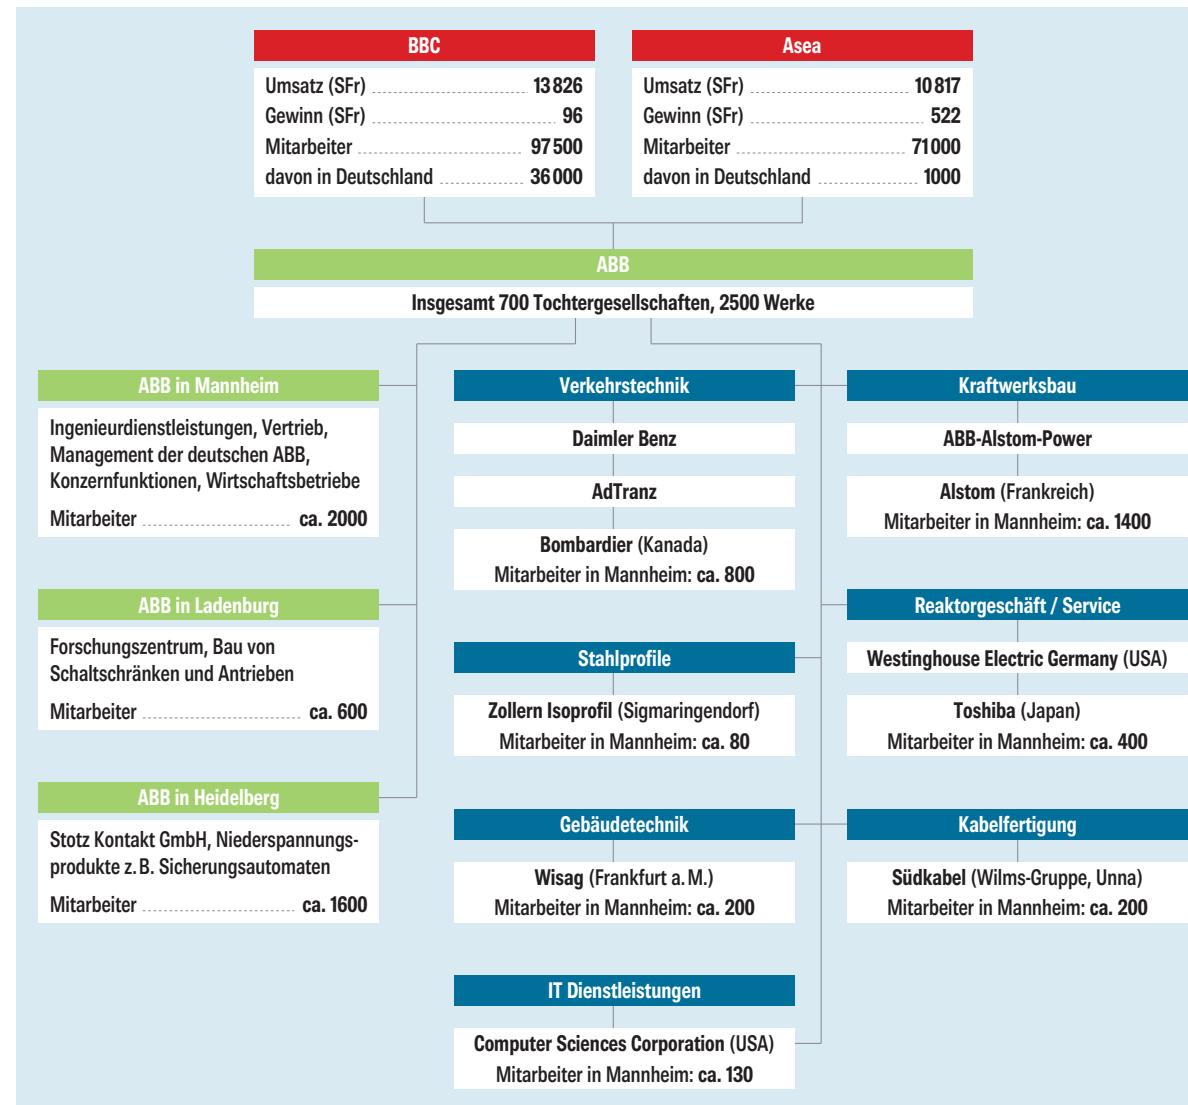 BBC
Umsatz (SFr) 13 826
Gewinn (SFr) 96
Mitarbeiter 97 500
davon in Deutschland 36 000
Asea
Umsatz (SFr) 10 817
Gewinn (SFr) 522
Mitarbeiter 71 000
davon in Deutschland 1000
ABB
Insgesamt 700 Tochtergesellschaften, 2500 Werke
ABB in Mannheim
Ingenieurdienstleistungen, Vertrieb,
Management der deutschen ABB,
Konzernfunktionen, Wirtschaftsbetriebe
Mitarbeiter ca. 2000
ABB in Ladenburg
Forschungszentrum, Bau von
Schaltschränken und Antrieben
Mitarbeiter ca. 600
ABB in Heidelberg
Stotz Kontakt GmbH, Niederspannungs-
produkte z. B. Sicherungsautomaten
Mitarbeiter ca. 1600
Verkehrstechnik
Daimler Benz
AdTranz
Bombardier (Kanada)
Mitarbeiter in Mannheim: ca. 800
Stahlprofile
Zollern Isoprofil (Sigmaringendorf)
Mitarbeiter in Mannheim: ca. 80
Gebäudetechnik
Wisag (Frankfurt a. M.)
Mitarbeiter in Mannheim: ca. 200
IT Dienstleistungen
Computer Sciences Corporation (USA)
Mitarbeiter in Mannheim: ca. 130
Kraftwerksbau
ABB-Alstom-Power
Alstom (Frankreich)
Mitarbeiter in Mannheim: ca. 1400
Reaktorgeschäft / Service
Westinghouse Electric Germany (USA)
Toshiba (Japan)
Mitarbeiter in Mannheim: ca. 400
Kabelfertigung
Südkabel (Wilms-Gruppe, Unna)
Mitarbeiter in Mannheim: ca. 200